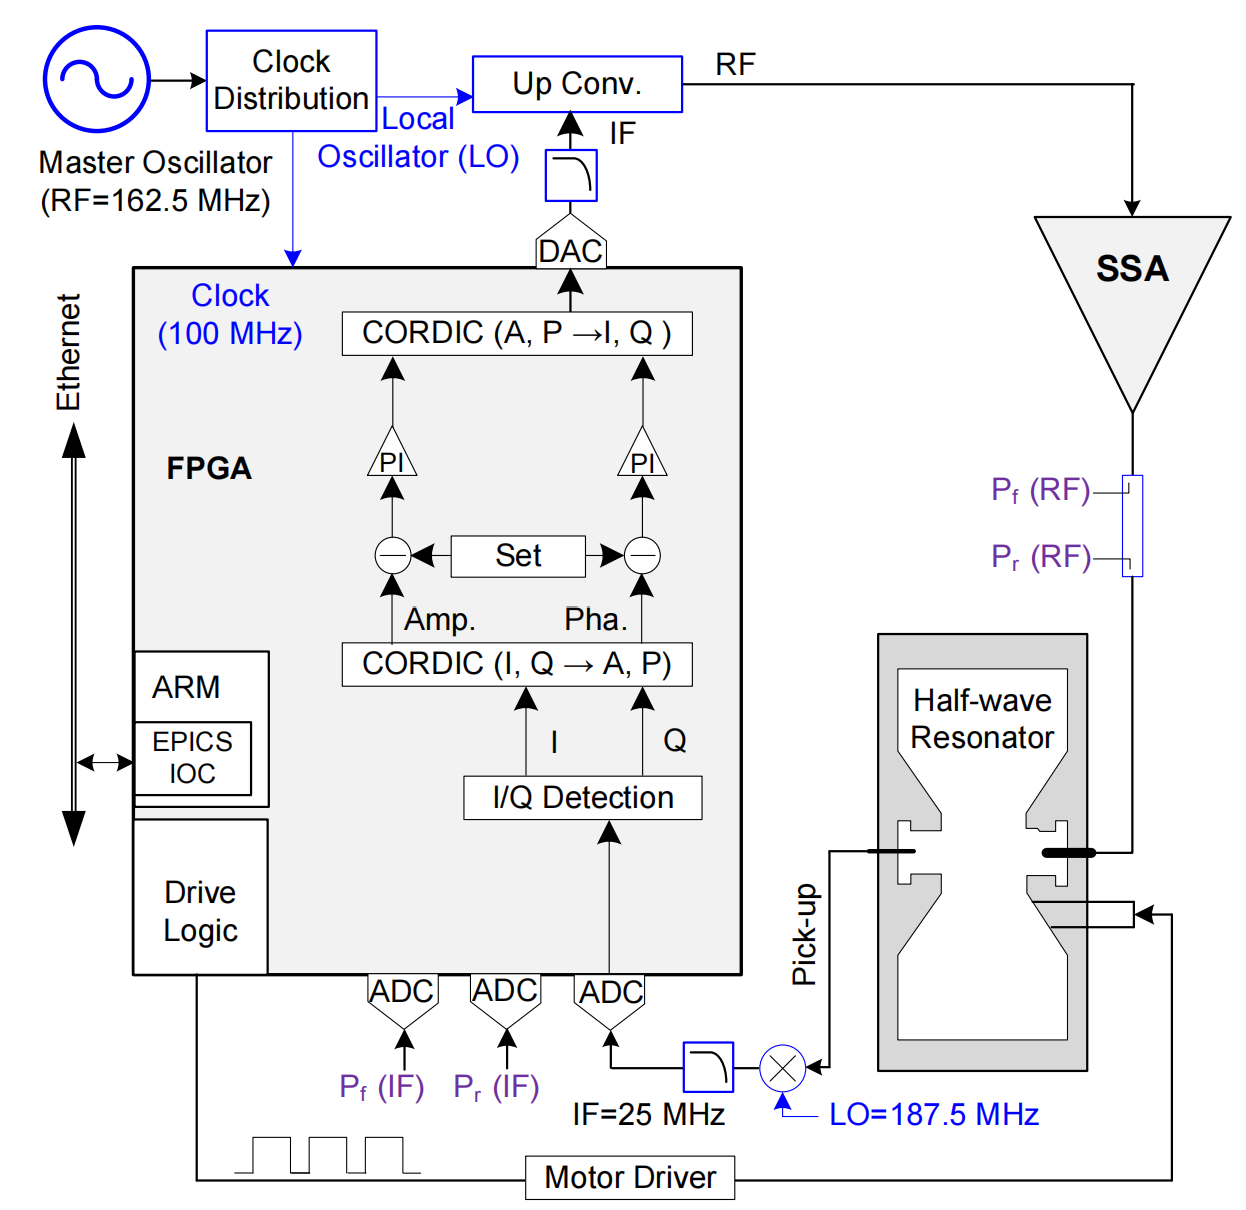 Clock
Distribution
Up Conv.
RF
Local
Oscillator (LO)
IF
Master Oscillator
(RF=162.5 MHz)
DAC
SSA
Clock
(100 MHz)
Ethernet
CORDIC (A, P →I, Q )
FPGA
PI
PI
Pf (RF)
Set
Pr (RF)
Amp.
Pha.
CORDIC (I, Q → A, P)
ARM
EPICS
IOC
I
Q
Half-wave
Resonator
I/Q Detection
Drive
Logic
Pick-up
ADC
ADC
ADC
Pf (IF)
Pr (IF)
IF=25 MHz
LO=187.5 MHz
Motor Driver